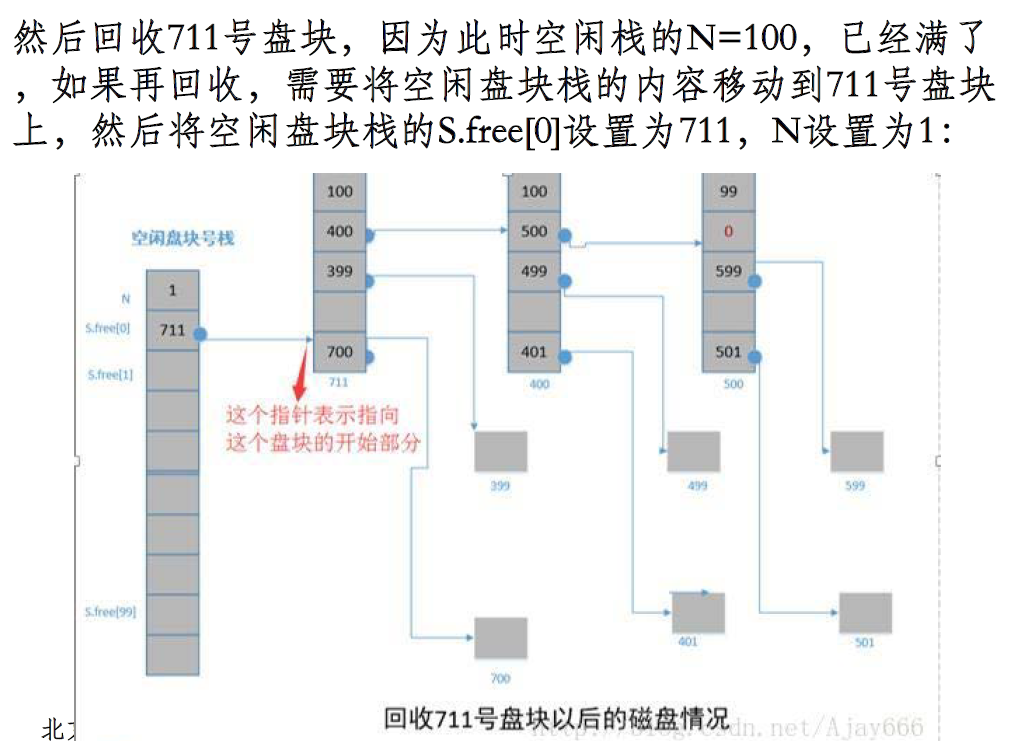 然后回收711号盘块，因为此时空闲栈的N=100，已经满了
，如果再回收，需要将空闲盘块栈的内容移动到711号盘块
上，然后将空闲盘块栈的S.free[0]设置为711，N设置为1：
100 100 99
空闲盘块号栈 400 500 0
399 499 599
N 1
S.free[0] 711
700 401 501
S.free[1] 711 400 500
这个指针表示指向
这个盘块的开始部分
399 499 599
S.free[99]
401 501
700
回收711号盘块以后的磁盘情况
http://blog.csdn.net/Ajay666